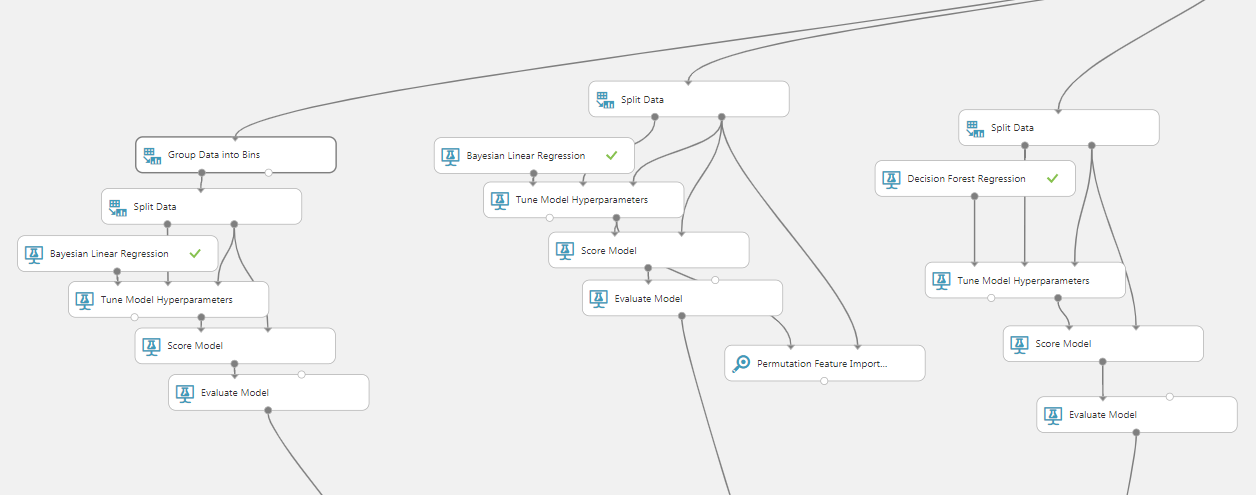 Group Data into Bins
Split Data
Bayesian Linear Regression
Tune Model Hyperparameters
Score Model
Evaluate Model
Split Data
Bayesian Linear Regression
Tune Model Hyperparameters
Score Model
Evaluate Model
Permutation Feature Import...
Split Data
Decision Forest Regression
Tune Model Hyperparameters
Score Model
Evaluate Model